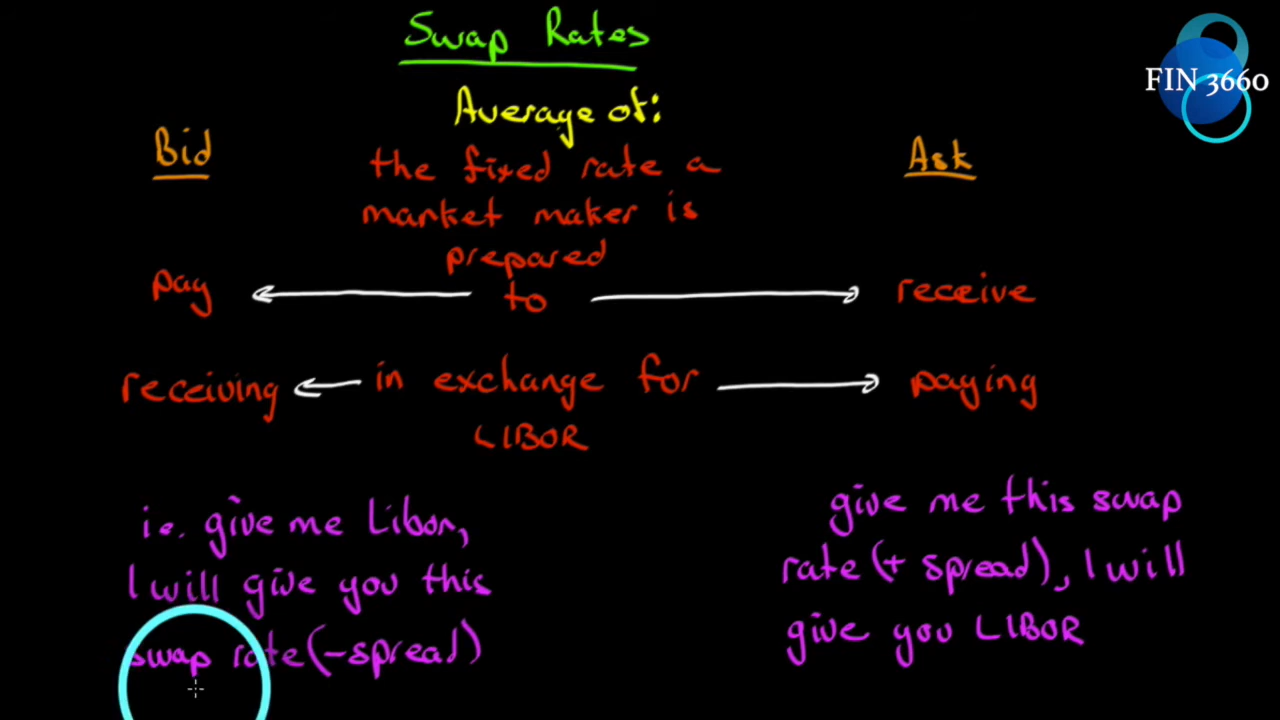 Swap Rates
FIN 3660
Average of:
Bid
Ask
the fixed rate a
market maker is
prepared
pay
to
receive
receiving
in exchange for
paying
LIBOR
i.e. give me Libor,
I will give you this
swap rate (-spread)
give me this swap
rate (+ spread), I will
give you LIBOR